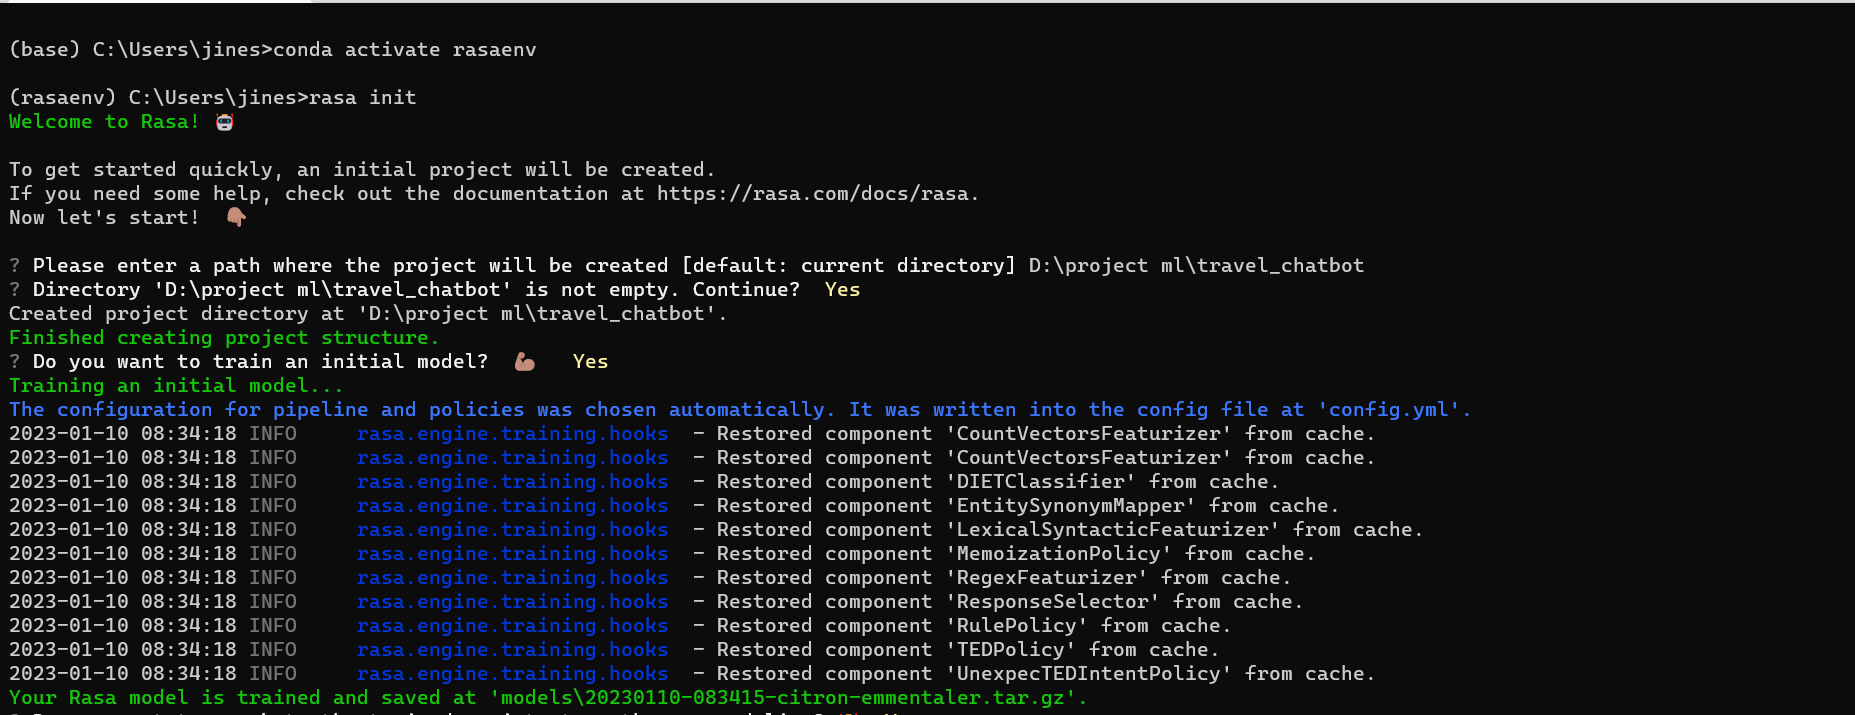 (base) C:\Users\jines>conda activate rasaenv
(rasaenv) C:\Users\jines>rasa init
Welcome to Rasa! 🤖
To get started quickly, an initial project will be created.
If you need some help, check out the documentation at https://rasa.com/docs/rasa.
Now let's start! 👇🏽
? Please enter a path where the project will be created [default: current directory] D:\project ml\travel_chatbot
? Directory 'D:\project ml\travel_chatbot' is not empty. Continue? Yes
Created project directory at 'D:\project ml\travel_chatbot'.
Finished creating project structure.
? Do you want to train an initial model? 💪🏽 Yes
Training an initial model...
The configuration for pipeline and policies was chosen automatically. It was written into the config file at 'config.yml'.
2023-01-10 08:34:18 INFO rasa.engine.training.hooks - Restored component 'CountVectorsFeaturizer' from cache.
2023-01-10 08:34:18 INFO rasa.engine.training.hooks - Restored component 'CountVectorsFeaturizer' from cache.
2023-01-10 08:34:18 INFO rasa.engine.training.hooks - Restored component 'DIETClassifier' from cache.
2023-01-10 08:34:18 INFO rasa.engine.training.hooks - Restored component 'EntitySynonymMapper' from cache.
2023-01-10 08:34:18 INFO rasa.engine.training.hooks - Restored component 'LexicalSyntacticFeaturizer' from cache.
2023-01-10 08:34:18 INFO rasa.engine.training.hooks - Restored component 'MemoizationPolicy' from cache.
2023-01-10 08:34:18 INFO rasa.engine.training.hooks - Restored component 'RegexFeaturizer' from cache.
2023-01-10 08:34:18 INFO rasa.engine.training.hooks - Restored component 'ResponseSelector' from cache.
2023-01-10 08:34:18 INFO rasa.engine.training.hooks - Restored component 'RulePolicy' from cache.
2023-01-10 08:34:18 INFO rasa.engine.training.hooks - Restored component 'TEDPolicy' from cache.
2023-01-10 08:34:18 INFO rasa.engine.training.hooks - Restored component 'UnexpecTEDIntentPolicy' from cache.
Your Rasa model is trained and saved at 'models\20230110-083415-citron-emmentaler.tar.gz'.